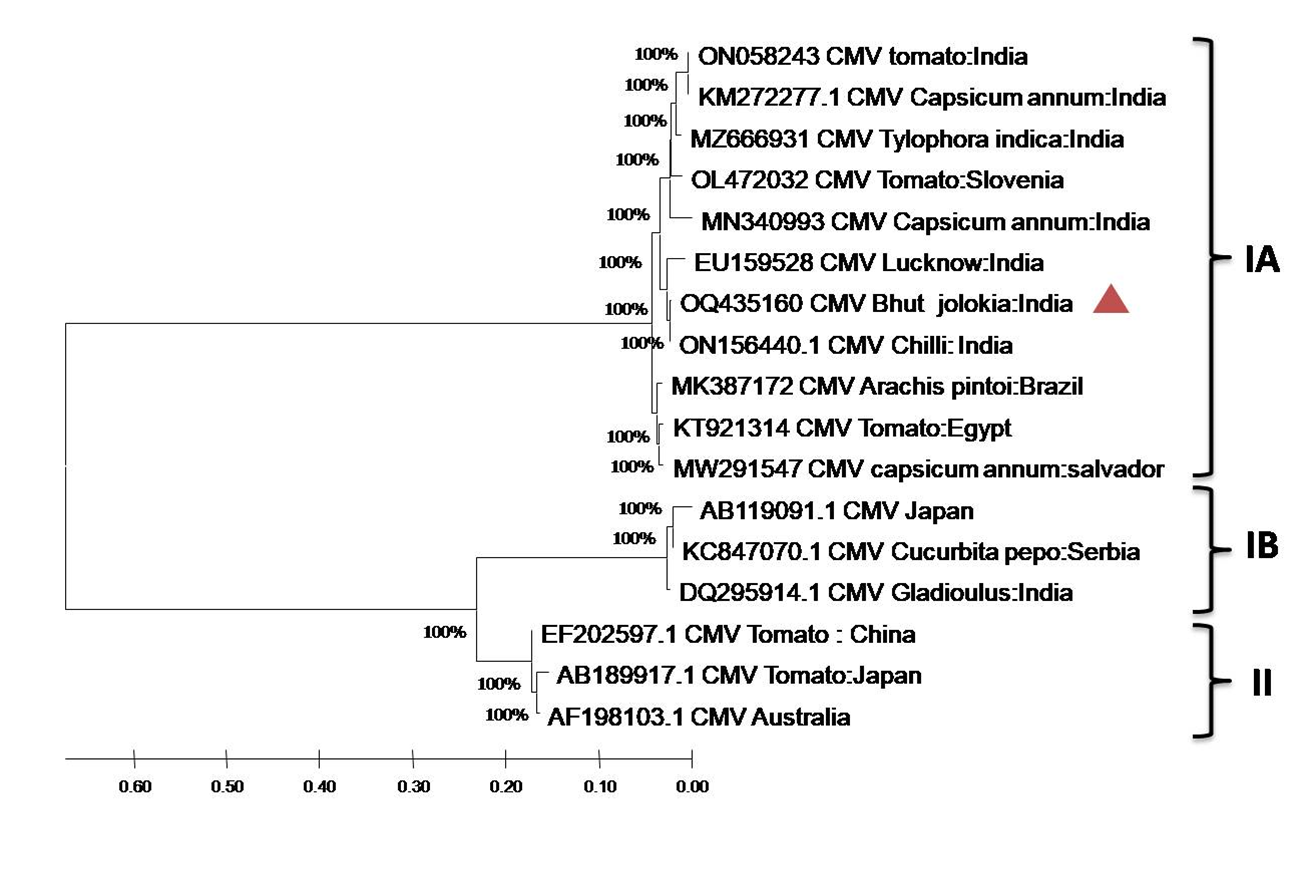 100% ON058243 CMV tomato:India
100% KM272277.1 CMV Capsicum annum:India
100% MZ666931 CMV Tylophora indica:India
100% OL472032 CMV Tomato:Slovenia
100% MN340993 CMV Capsicum annum:India
100% EU159528 CMV Lucknow:India
IA
100% OQ435160 CMV Bhut jolokia:India
100% ON156440.1 CMV Chilli: India
MK387172 CMV Arachis pintoi:Brazil
100% KT921314 CMV Tomato:Egypt
100% MW291547 CMV capsicum annum:salvador
100% AB119091.1 CMV Japan
100% KC847070.1 CMV Cucurbita pepo:Serbia
IB
DQ295914.1 CMV Gladioulus:India
100% EF202597.1 CMV Tomato : China
100% AB189917.1 CMV Tomato:Japan
II
100% AF198103.1 CMV Australia
0.60 0.50 0.40 0.30 0.20 0.10 0.00